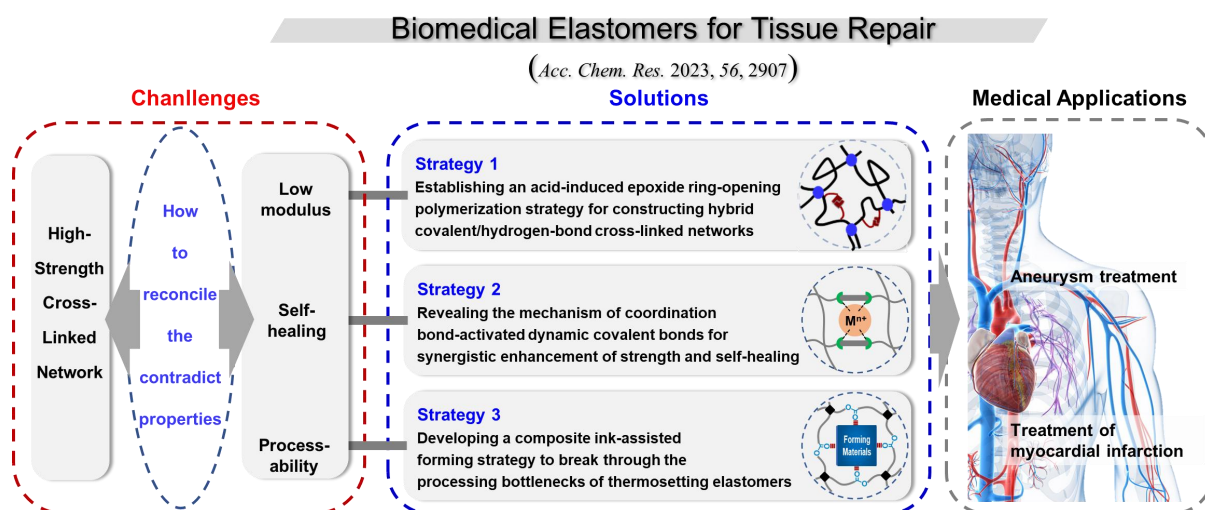 Biomedical Elastomers for Tissue Repair
(Acc. Chem. Res. 2023, 56, 2907)
Chanllenges
High-
Strength
Cross-
Linked
Network
How
to
reconcile
the
contradict
properties
Low
modulus
Self-
healing
Process-
ability
Solutions
Strategy 1
Establishing an acid-induced epoxide ring-opening
polymerization strategy for constructing hybrid
covalent/hydrogen-bond cross-linked networks
Strategy 2
Revealing the mechanism of coordination
bond-activated dynamic covalent bonds for
synergistic enhancement of strength and self-healing
Mⁿ⁺
Strategy 3
Developing a composite ink-assisted
forming strategy to break through the
processing bottlenecks of thermosetting elastomers
Forming
Materials
Medical Applications
Aneurysm treatment
Treatment of
myocardial infarction